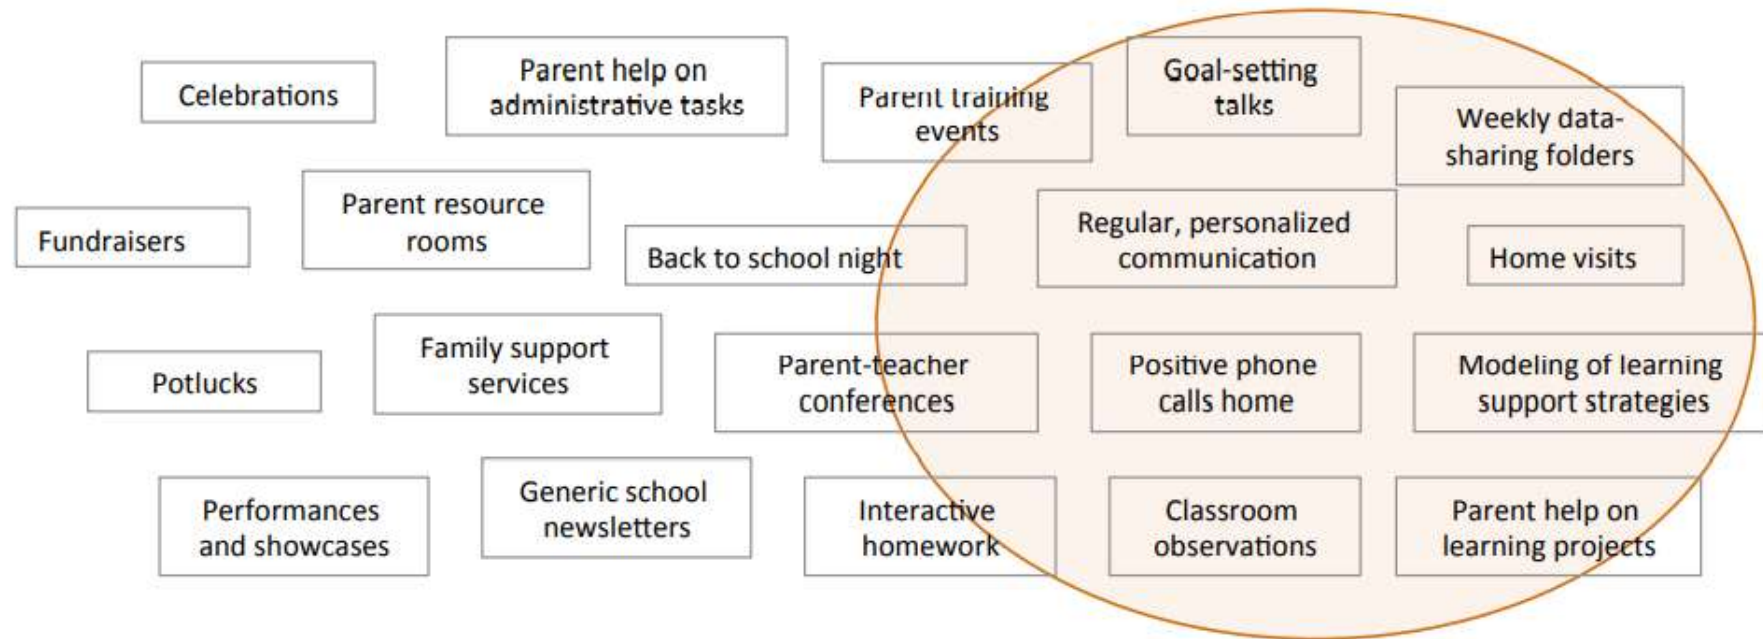 Celebrations
Parent help on
administrative tasks
Parent training
events
Goal-setting
talks
Weekly data-
sharing folders
Fundraisers
Parent resource
rooms
Back to school night
Regular, personalized
communication
Home visits
Potlucks
Family support
services
Parent-teacher
conferences
Positive phone
calls home
Modeling of learning
support strategies
Performances
and showcases
Generic school
newsletters
Interactive
homework
Classroom
observations
Parent help on
learning projects